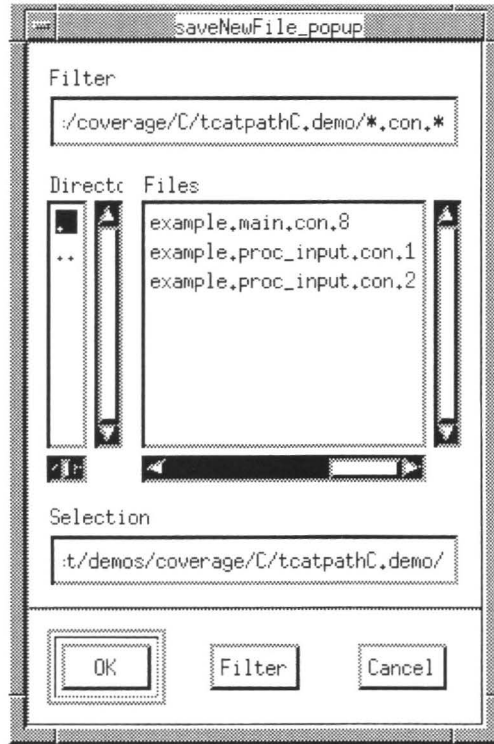 saveNewFile_popup
Filter
:/coverage/C/tcatpathC.demo/*.con.*
Directo Files
.
..
example.main.con.8
example.proc_input.con.1
example.proc_input.con.2
Selection
:t/demos/coverage/C/tcatpathC.demo/
OK Filter Cancel